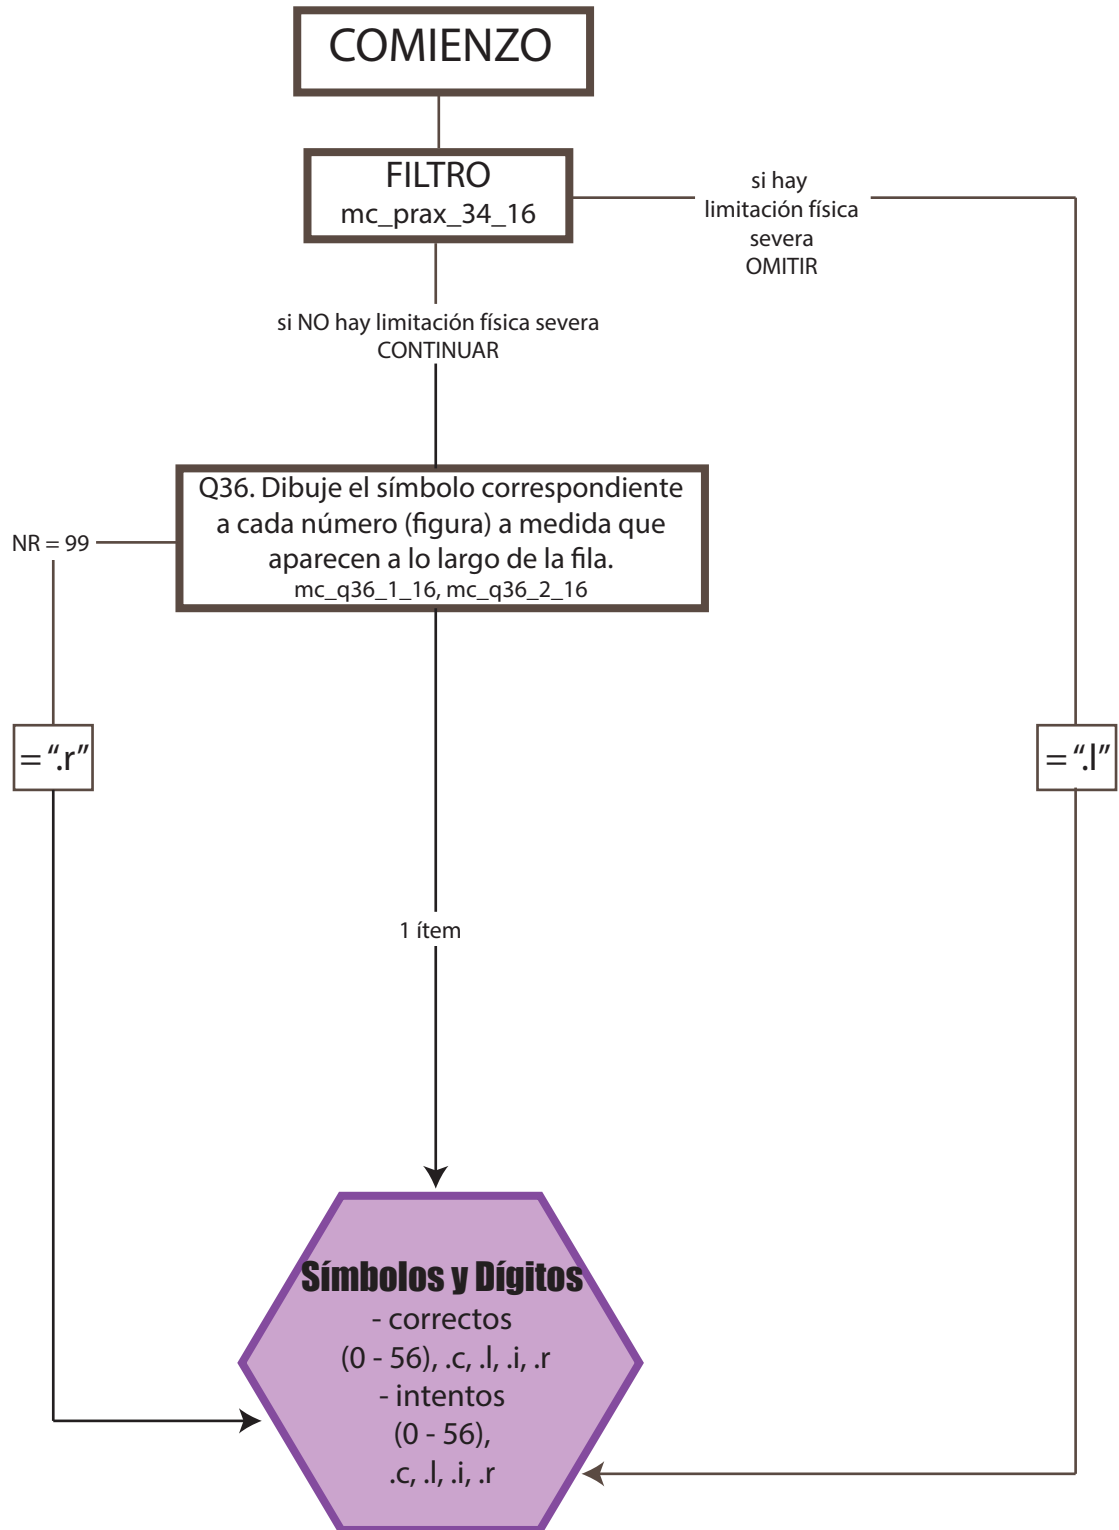 COMIENZO
FILTRO
mc_prax_34_16
si hay
limitación física
severa
OMITIR
si NO hay limitación física severa
CONTINUAR
Q36. Dibuje el símbolo correspondiente
a cada número (figura) a medida que
aparecen a lo largo de la fila.
mc_q36_1_16, mc_q36_2_16
NR = 99
= “.r”
= “.l”
1 ítem
Símbolos y Dígitos
- correctos
(0 - 56), .c, .l, .i, .r
- intentos
(0 - 56),
.c, .l, .i, .r